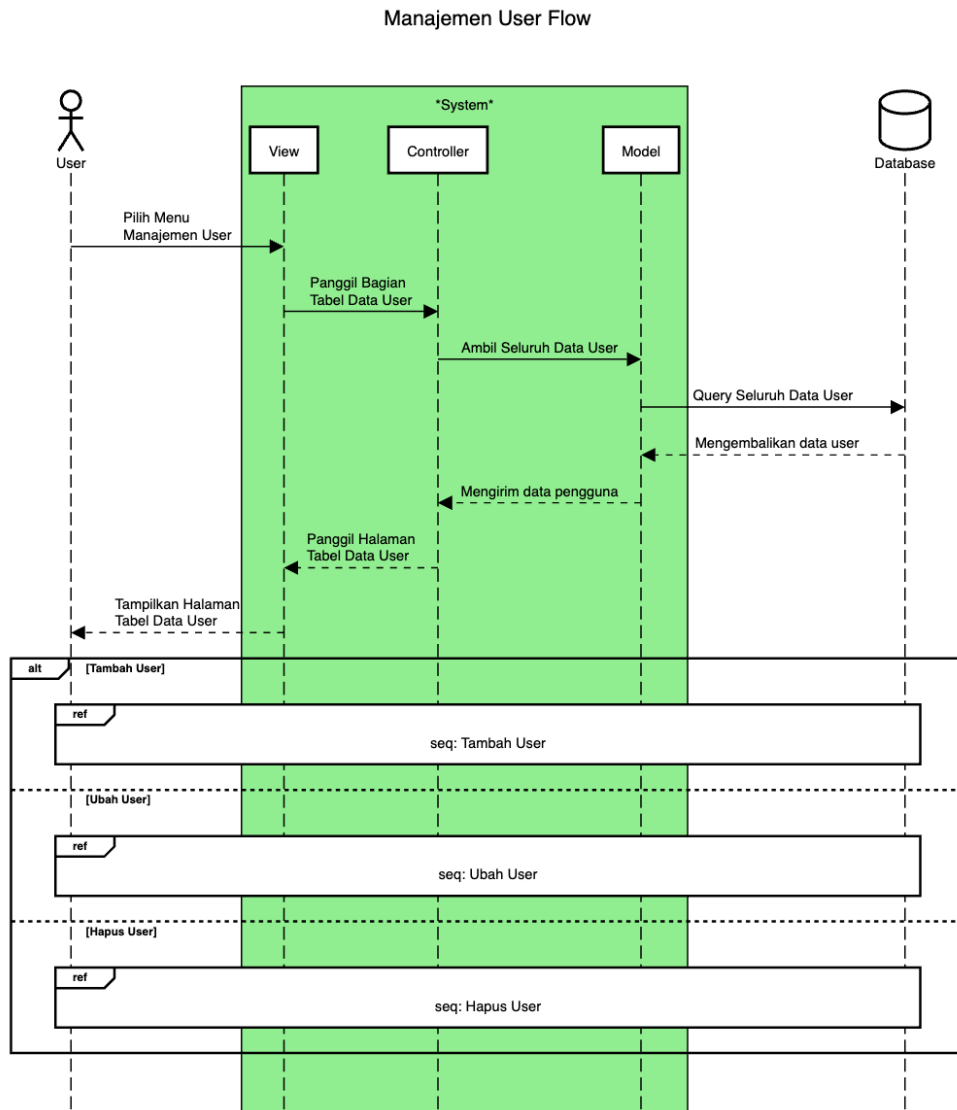 Manajemen User Flow
*System*
User
View
Controller
Model
Database
Pilih Menu
Manajemen User
Panggil Bagian
Tabel Data User
Ambil Seluruh Data User
Query Seluruh Data User
Mengembalikan data user
Mengirim data pengguna
Panggil Halaman
Tabel Data User
Tampilkan Halaman
Tabel Data User
alt
[Tambah User]
ref
seq: Tambah User
[Ubah User]
ref
seq: Ubah User
[Hapus User]
ref
seq: Hapus User